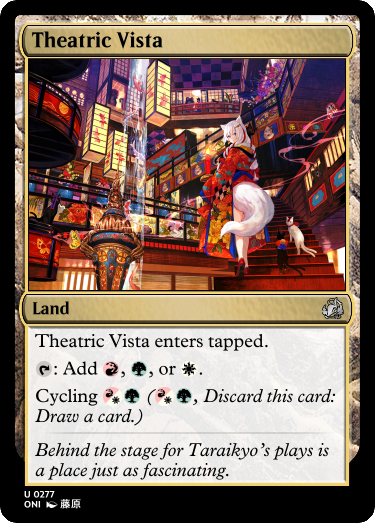 Theatric Vista
Land
Theatric Vista enters tapped.
: Add , , or .
Cycling (, Discard this card:
Draw a card.)
Behind the stage for Taraikyo's plays is
a place just as fascinating.
U 0277
ONI 藤原